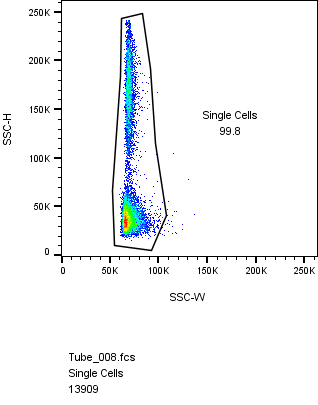 250K
200K
150K
100K
50K
0
SSC-H
Single Cells
99.8
0 50K 100K 150K 200K 250K
SSC-W
Tube_008.fcs
Single Cells
13909